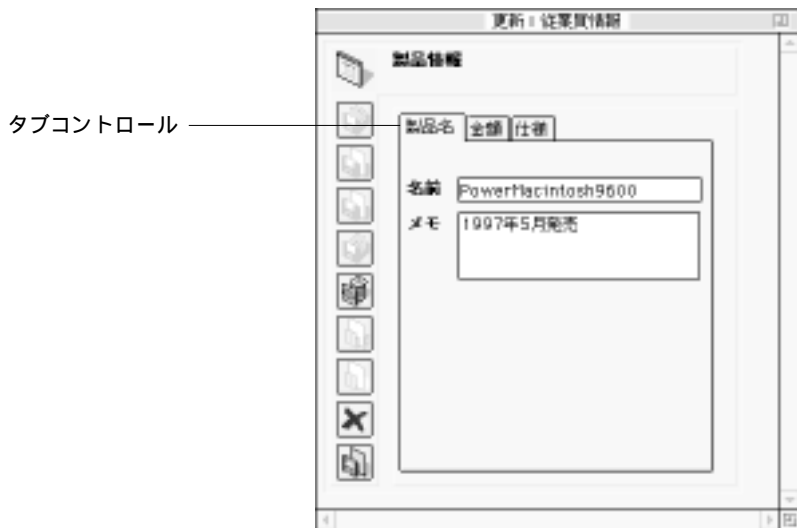 更新：従業員情報
製品情報
タブコントロール
製品名 金額 仕様
名前 PowerMacintosh9600
メモ 1997年5月発売